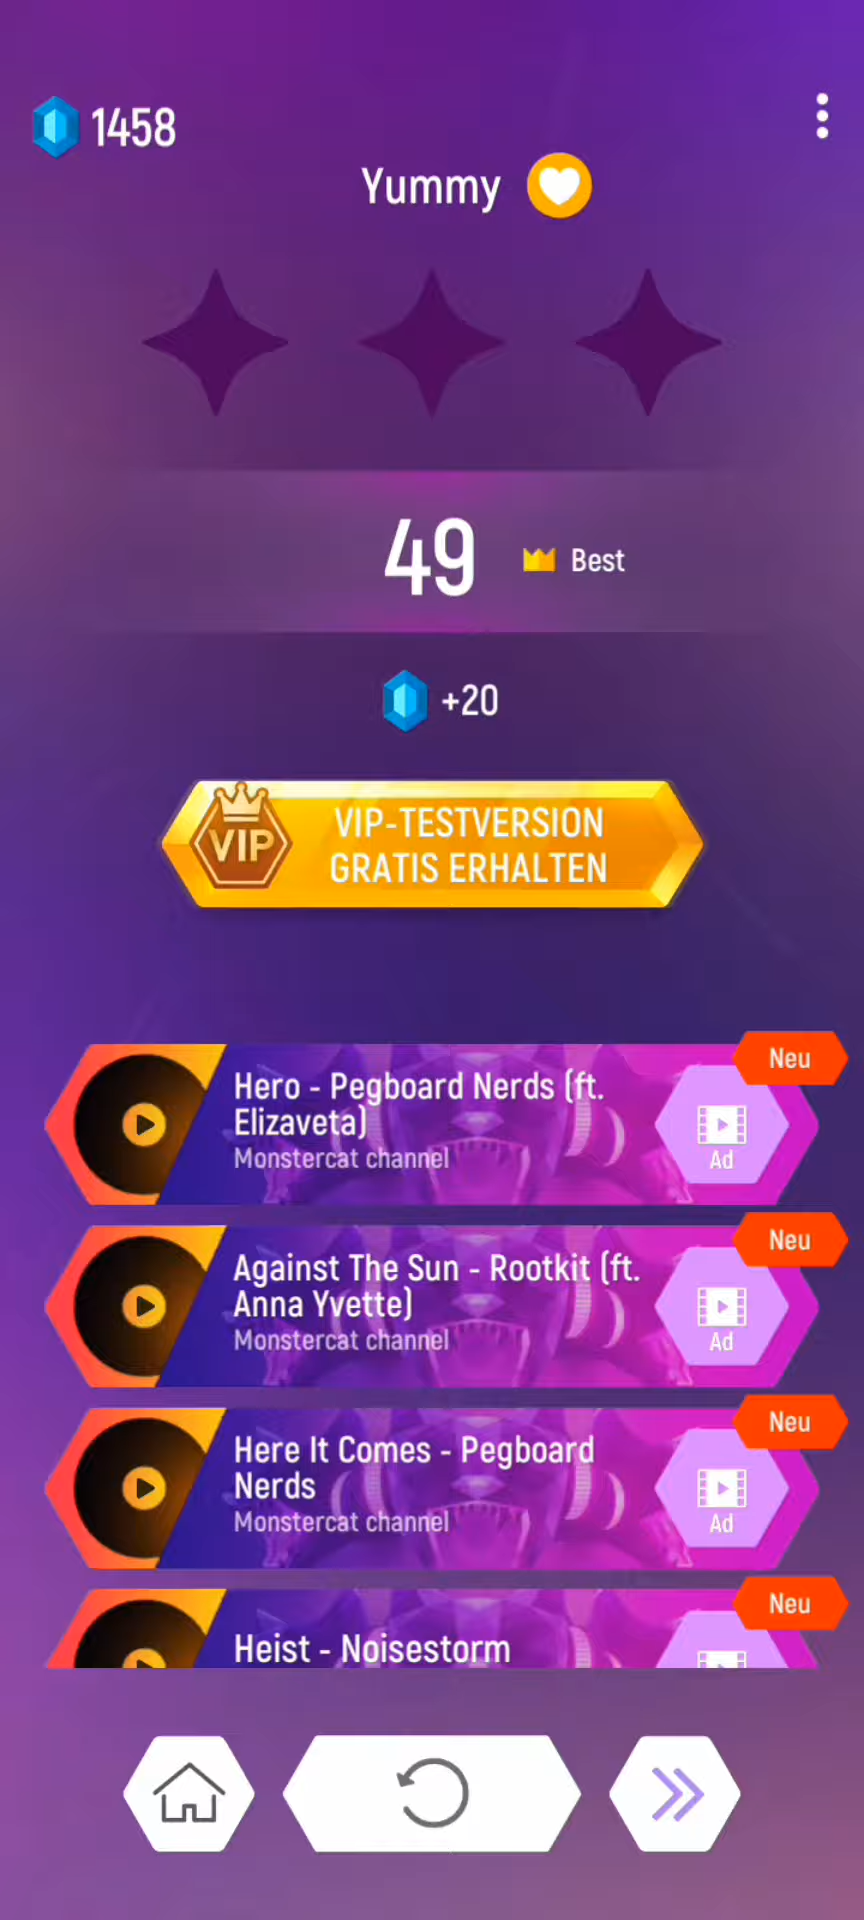 1458
Yummy
49
Best
+20
VIP
VIP-TESTVERSION
GRATIS ERHALTEN
Neu
Hero - Pegboard Nerds (ft.
Elizaveta)
Monstercat channel
Ad
Neu
Against The Sun - Rootkit (ft.
Anna Yvette)
Monstercat channel
Ad
Neu
Here It Comes - Pegboard
Nerds
Monstercat channel
Ad
Neu
Heist - Noisestorm